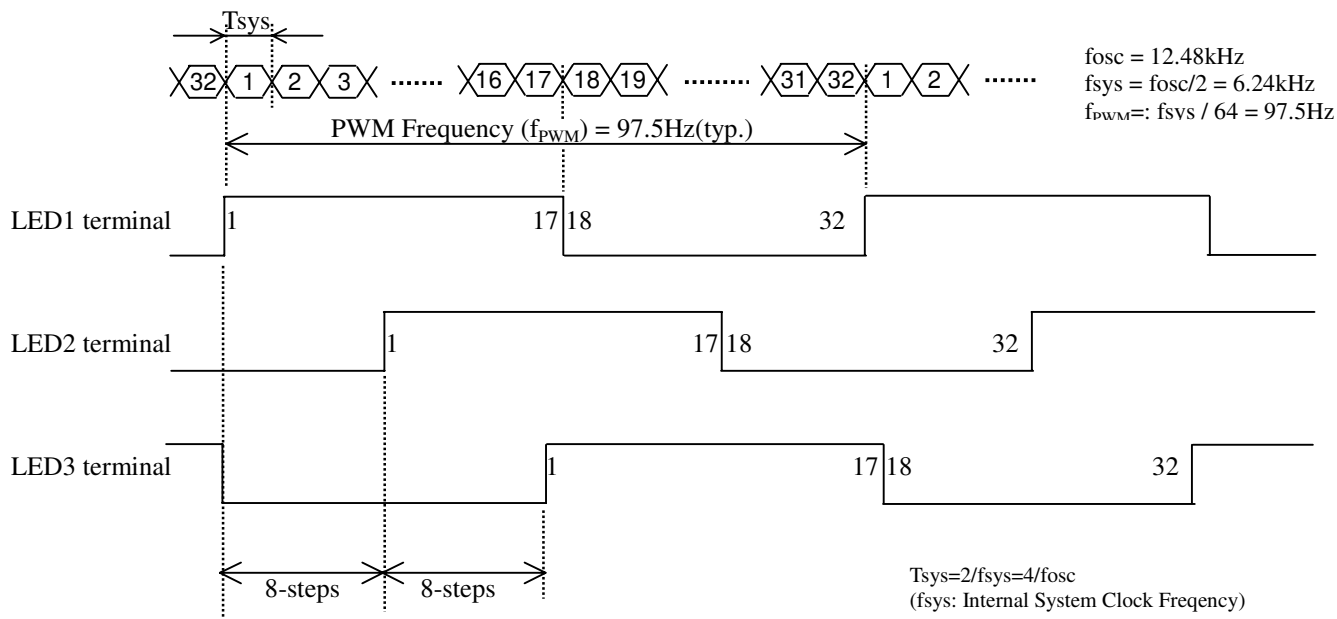 Tsys
32 1 2 3 ........ 16 17 18 19 ........ 31 32 1 2 ......
fosc = 12.48kHz
fsys = fosc/2 = 6.24kHz
fPWM=: fsys / 64 = 97.5Hz
PWM Frequency (fPWM) = 97.5Hz(typ.)
LED1 terminal 1 17 18 32
LED2 terminal 1 17 18 32
LED3 terminal 1 17 18 32
8-steps 8-steps
Tsys=2/fsys=4/fosc
(fsys: Internal System Clock Freqency)